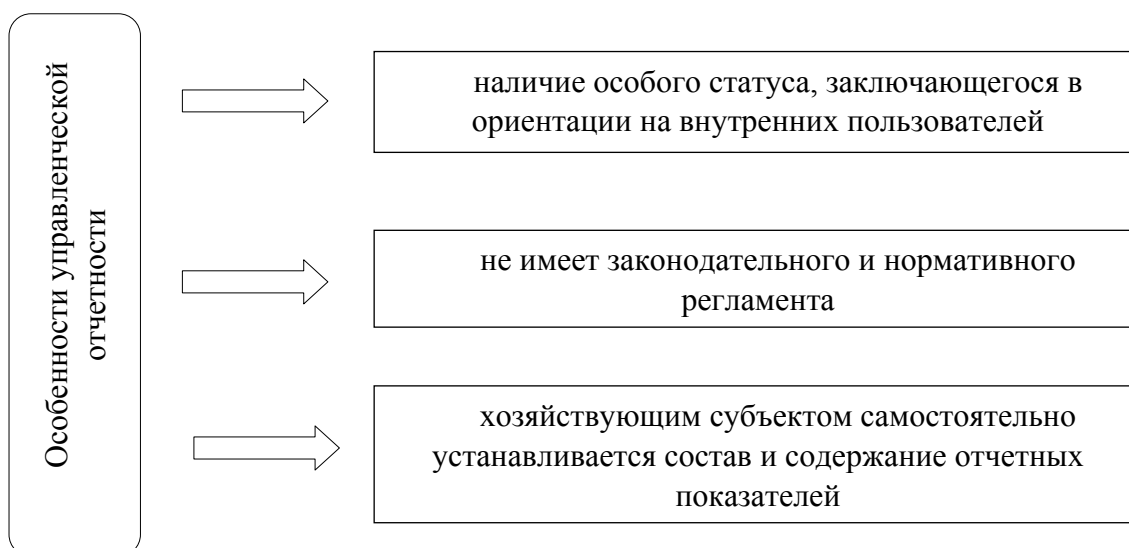 Особенности управленческой
отчетности
наличие особого статуса, заключающегося в
ориентации на внутренних пользователей
не имеет законодательного и нормативного
регламента
хозяйствующим субъектом самостоятельно
устанавливается состав и содержание отчетных
показателей